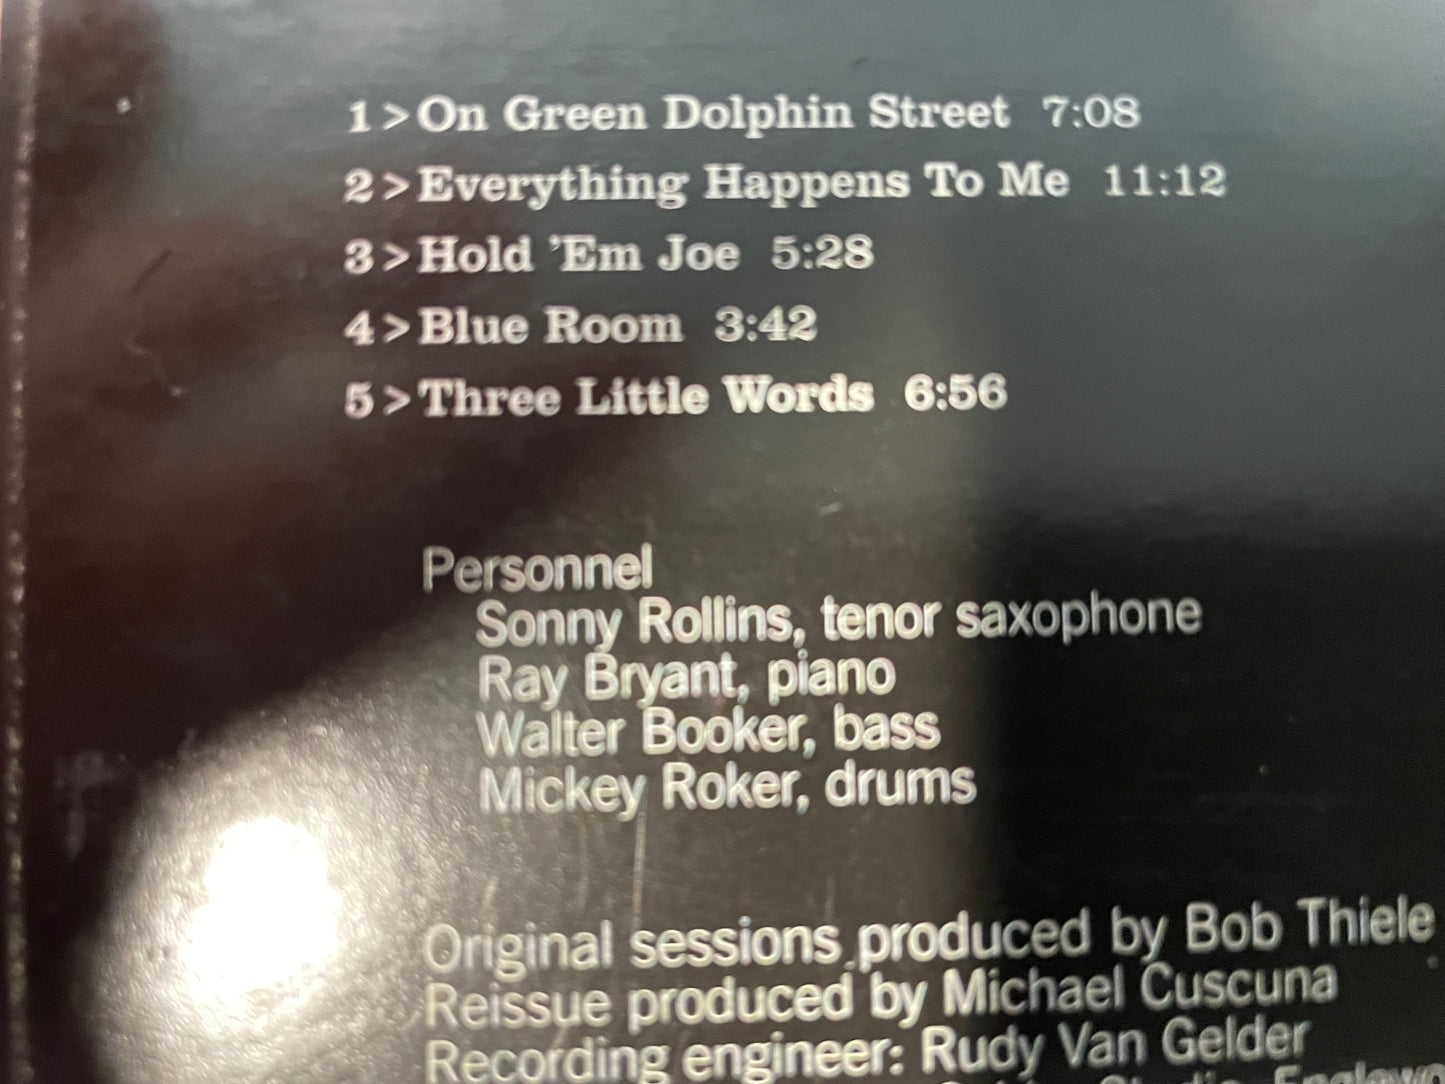 1>On Green Dolphin Street 7:08
2>Everything Happens To Me 11:12
3>Hold ’Em Joe 5:28
4>Blue Room 3:42
5>Three Little Words 6:56
Personnel
Sonny Rollins, tenor saxophone
Ray Bryant, piano
Walter Booker, bass
Mickey Roker, drums
Original sessions produced by Bob Thiele
Reissue produced by Michael Cuscuna
Recording engineer: Rudy Van Gelder